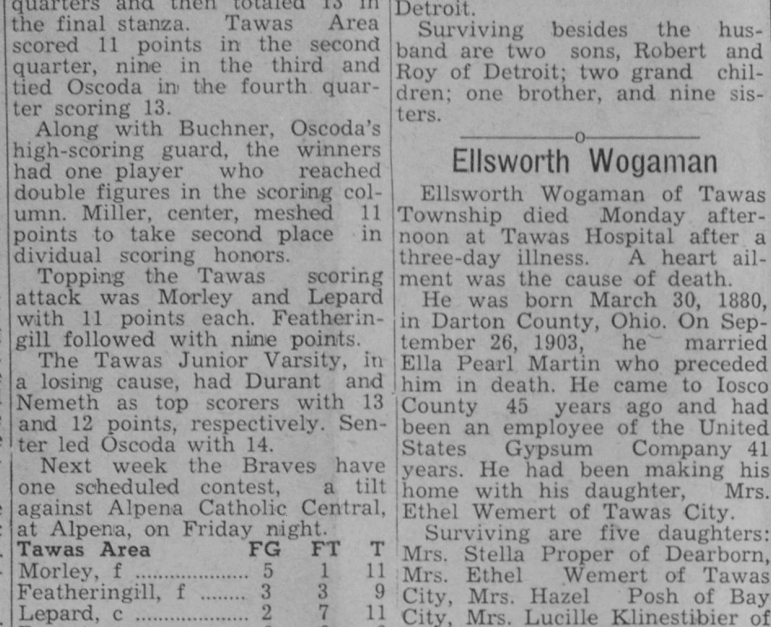 quarters and then totaled 13 in
the final stanza. Tawas Area
scored 11 points in the second
quarter, nine in the third and
tied Oscoda in the fourth quar-
ter scoring 13.
Along with Buchner, Oscoda's
high-scoring guard, the winners
had one player who reached
double figures in the scoring col-
umn. Miller, center, meshed 11
points to take second place in
dividual scoring honors.
Topping the Tawas scoring
attack was Morley and Lepard
with 11 points each. Featherin-
gill followed with nine points.
The Tawas Junior Varsity, in
a losing cause, had Durant and
Nemeth as top scorers with 13
and 12 points, respectively. Sen-
ter led Oscoda with 14.
Next week the Braves have
one scheduled contest, a tilt
against Alpena Catholic Central,
at Alpena, on Friday night.
Tawas Area FG FT T
Morley, f .................... 5 1 11
Featheringill, f ........ 3 3 9
Lepard, c .................... 2 7 11
Detroit.
Surviving besides the hus-
band are two sons, Robert and
Roy of Detroit; two grand chil-
dren; one brother, and nine sis-
ters.
Ellsworth Wogaman
Ellsworth Wogaman of Tawas
Township died Monday after-
noon at Tawas Hospital after a
three-day illness. A heart ail-
ment was the cause of death.
He was born March 30, 1880,
in Darton County, Ohio. On Sep-
tember 26, 1903, he married
Ella Pearl Martin who preceded
him in death. He came to Iosco
County 45 years ago and had
been an employee of the United
States Gypsum Company 41
years. He had been making his
home with his daughter, Mrs.
Ethel Wemert of Tawas City.
Surviving are five daughters:
Mrs. Stella Proper of Dearborn,
Mrs. Ethel Wemert of Tawas
City, Mrs. Hazel Posh of Bay
City, Mrs. Lucille Klinestibier of